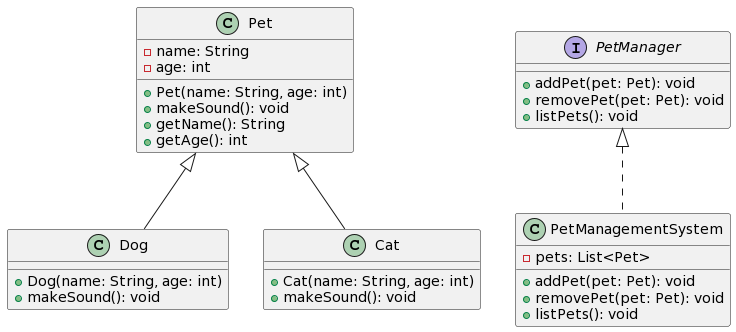 C Pet
name: String
age: int
Pet(name: String, age: int)
makeSound(): void
getName(): String
getAge(): int
I PetManager
addPet(pet: Pet): void
removePet(pet: Pet): void
listPets(): void
C Dog
Dog(name: String, age: int)
makeSound(): void
C Cat
Cat(name: String, age: int)
makeSound(): void
C PetManagementSystem
pets: List<Pet>
addPet(pet: Pet): void
removePet(pet: Pet): void
listPets(): void